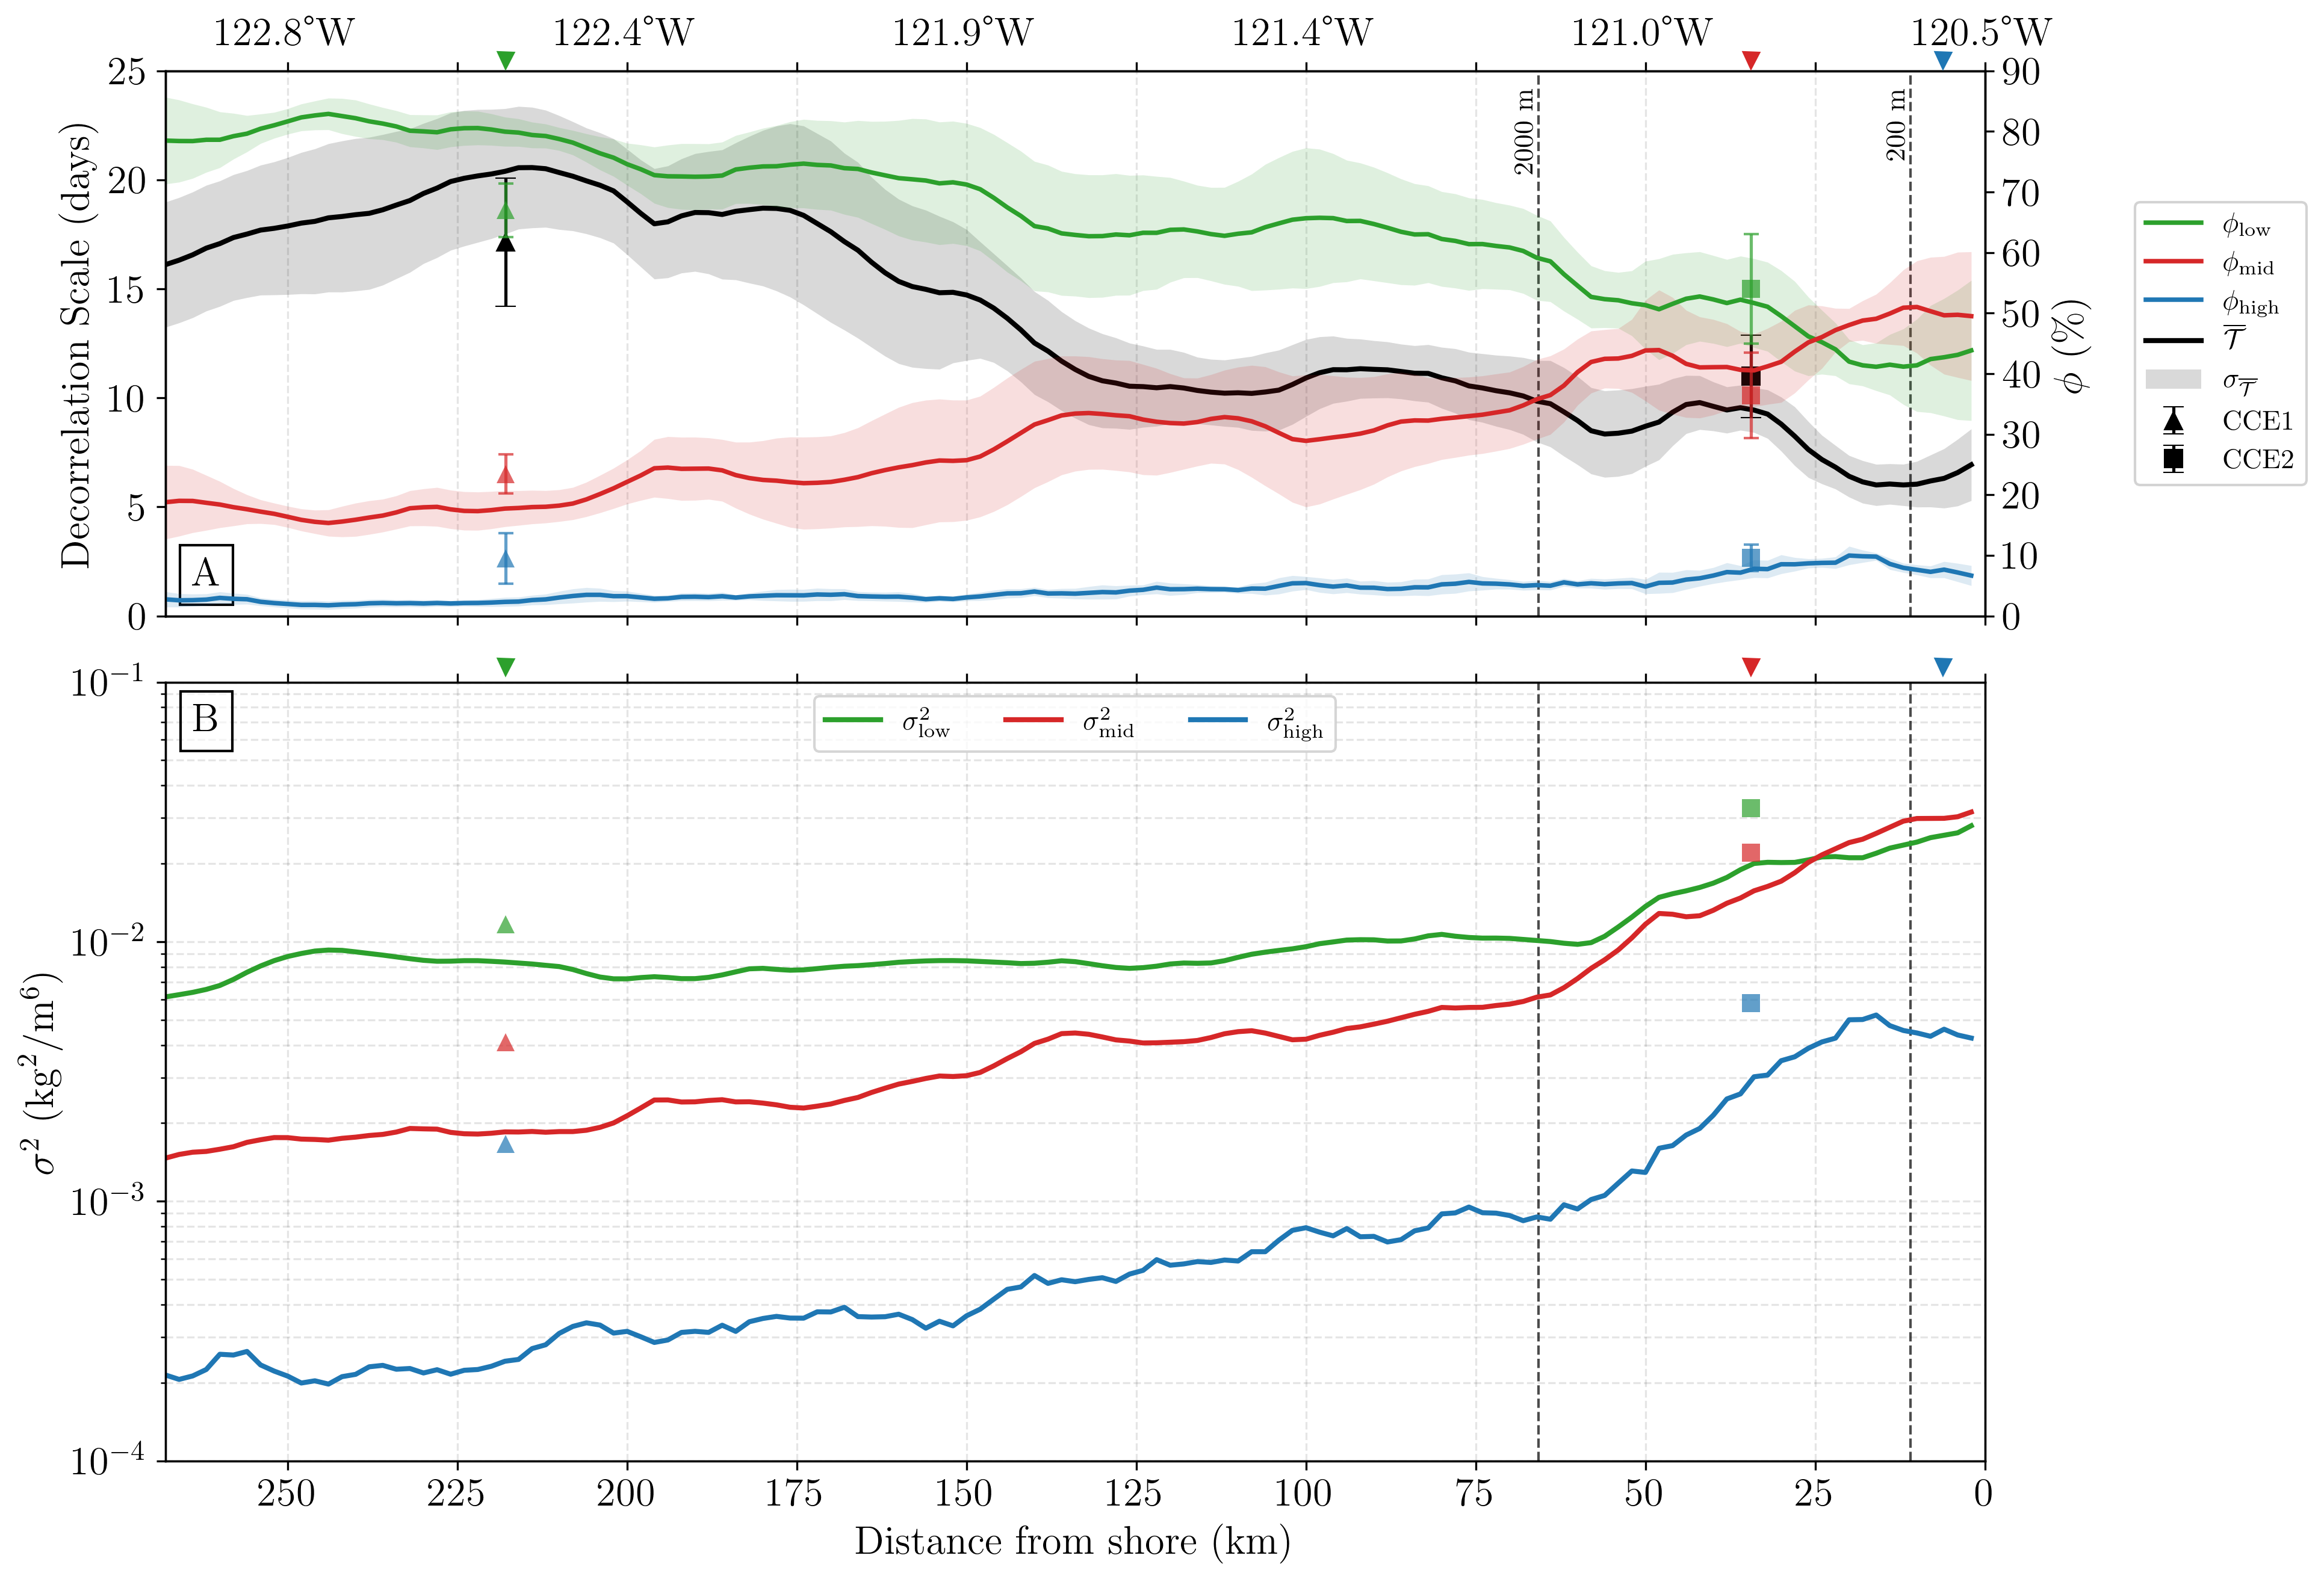 122.8°W 122.4°W 121.9°W 121.4°W 121.0°W 120.5°W
25 20 15 10 5 0
Decorrelation Scale (days)
2000 m
200 m
90 80 70 60 50 40 30 20 10 0
ϕ (%)
A
ϕ_low
ϕ_mid
ϕ_high
𝒯̿
σ_𝒯̅
CCE1
CCE2
B
σ²_low σ²_mid σ²_high
10⁻¹ 10⁻² 10⁻³ 10⁻⁴
σ² (kg²/m⁶)
250 225 200 175 150 125 100 75 50 25 0
Distance from shore (km)